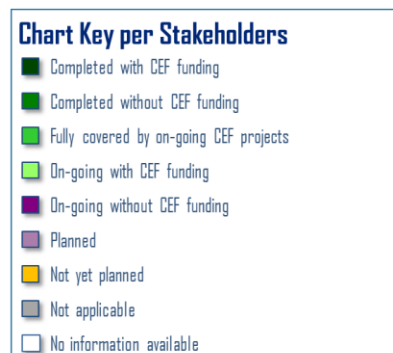 Chart Key per Stakeholders
Completed with CEF funding
Completed without CEF funding
Fully covered by on-going CEF projects
On-going with CEF funding
On-going without CEF funding
Planned
Not yet planned
Not applicable
No information available